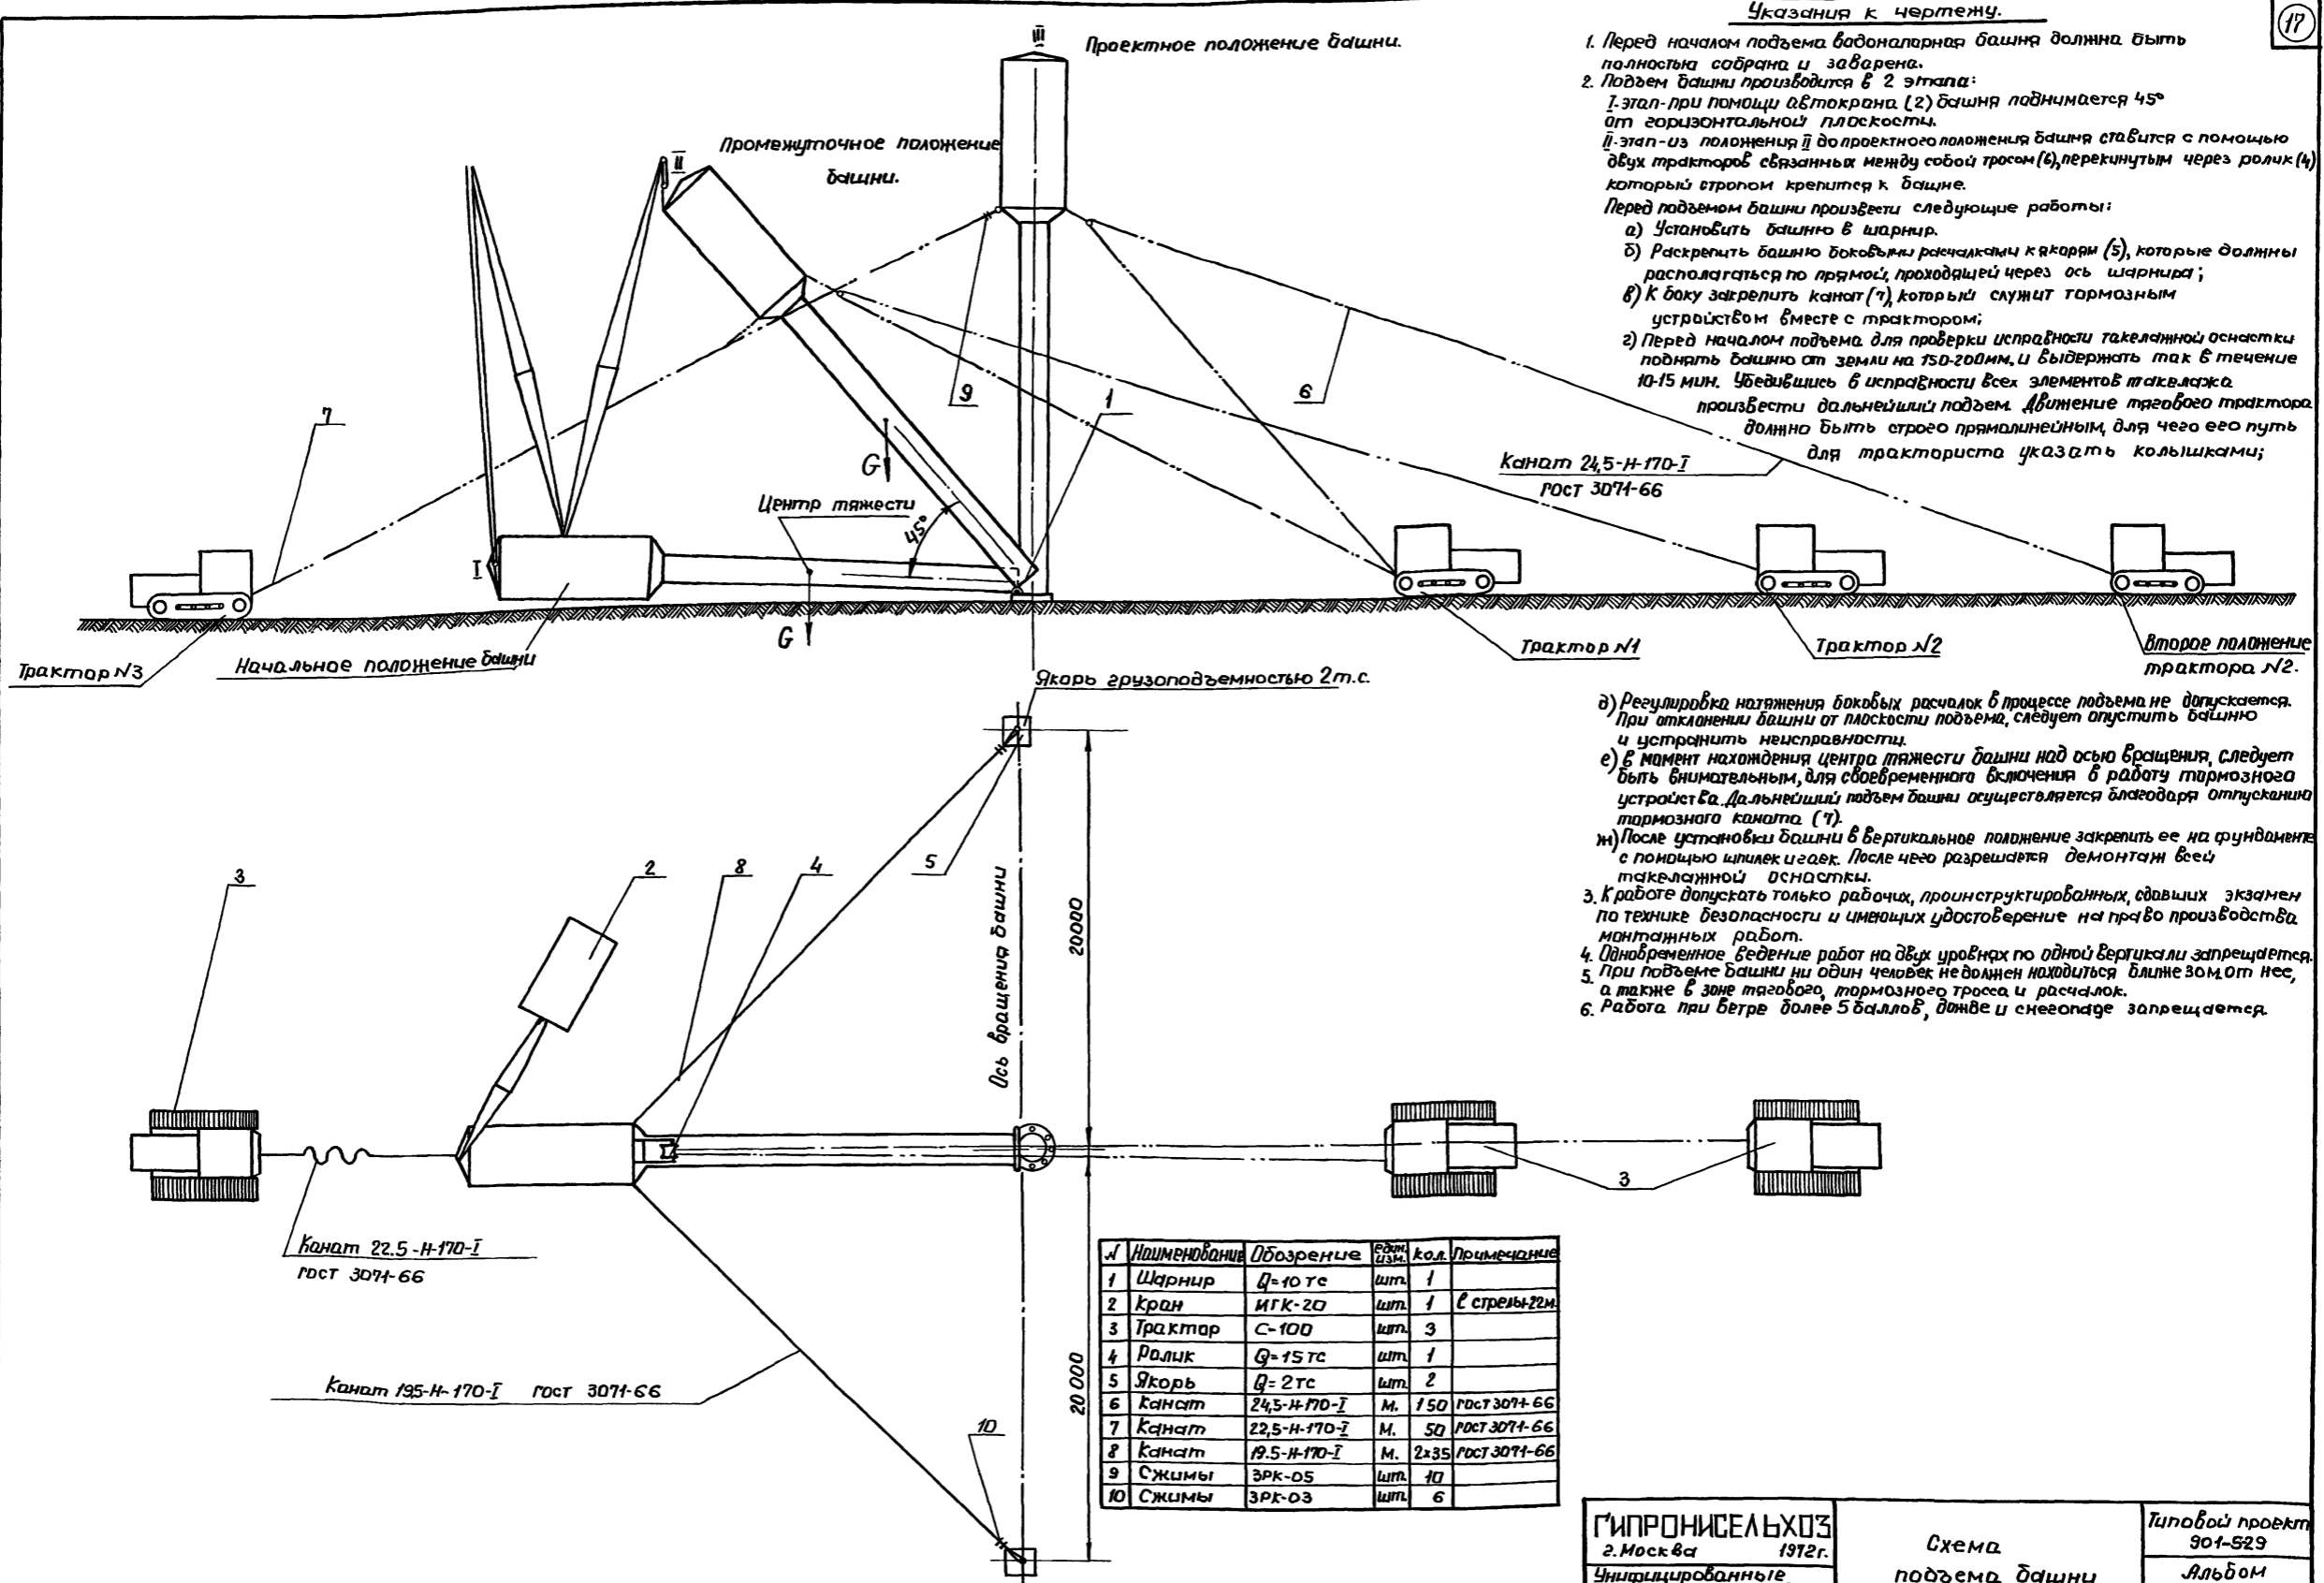 17
Указания к чертежу.
1. Перед началом подъема водонапорная башня должна быть
полностью собрана и заварена.
2. Подъем башни производится в 2 этапа:
I-этап-при помощи автокрана (2) башня поднимается 45°
от горизонтальной плоскости.
II-этап-из положения II до проектного положения башня ставится с помощью
двух тракторов связанных между собой тросом (6), перекинутым через ролик (4)
который стропом крепится к башне.
Перед подъемом башни произвести следующие работы:
а) Установить башню в шарнир.
б) Раскрепить башню боковыми расчалками к якорям (5), которые должны
располагаться по прямой, проходящей через ось шарнира;
в) К баку закрепить канат (7), который служит тормозным
устройством вместе с трактором;
г) Перед началом подъема для проверки исправности такелажной оснастки
поднять башню от земли на 150-200мм. и выдержать так в течение
10-15 мин. Убедившись в исправности всех элементов такелажа
произвести дальнейший подъем. Движение тягового трактора
должно быть строго прямолинейным, для чего его путь
для тракториста указать колышками;
III
Проектное положение башни.
Промежуточное положение
башни.
II
7
9
1
6
G
Канат 24,5-Н-170-I
ГОСТ 3071-66
Центр тяжести
45°
I
G
Трактор N3
Начальное положение башни
Трактор N1
Трактор N2
Второе положение
трактора N2.
Якорь грузоподъемностью 2т.с.
д) Регулировка натяжения боковых расчалок в процессе подъема не допускается.
При отклонении башни от плоскости подъема, следует опустить башню
и устранить неисправности.
е) в момент нахождения центра тяжести башни над осью вращения, следует
быть внимательным, для своевременного включения в работу тормозного
устройства. Дальнейший подъем башни осуществляется благодаря отпусканию
тормозного каната (7).
ж) После установки башни в вертикальное положение закрепить ее на фундаменте
с помощью шпилек и гаек. После чего разрешается демонтаж всей
такелажной оснастки.
3. К работе допускать только рабочих, проинструктированных, сдавших экзамен
по технике безопасности и имеющих удостоверение на право производства
монтажных работ.
4. Одновременное ведение работ на двух уровнях по одной вертикали запрещается.
5. При подъеме башни ни один человек не должен находиться ближе 30м. от нее,
а также в зоне тягового, тормозного тросса и расчалок.
6. Работа при ветре более 5 баллов, дожде и снегопаде запрещается.
3
2
8
4
5
Ось вращения башни
20000
3
Канат 22.5-Н-170-I
ГОСТ 3071-66
Канат 19.5-Н-170-I ГОСТ 3071-66
20 000
10
N Наименование Обозрение един. изм. кол. Примечание
1 Шарнир Q=10 тс шт. 1
2 Кран МГК-20 шт. 1 ℓ стрелы-22м
3 Трактор С-100 шт. 3
4 Ролик Q=15 тс шт. 1
5 Якорь Q=2 тс шт. 2
6 Канат 24,5-Н-170-I м. 150 ГОСТ 3071-66
7 Канат 22,5-Н-170-I м. 50 ГОСТ 3071-66
8 Канат 19.5-Н-170-I м. 2х35 ГОСТ 3071-66
9 Сжимы ЗРК-05 шт. 10
10 Сжимы ЗРК-03 шт. 6
ГИПРОНИСЕЛЬХОЗ
г. Москва 1972г.
Унифицированные
Схема
подъема башни
Типовой проект
901-5-29
Альбом